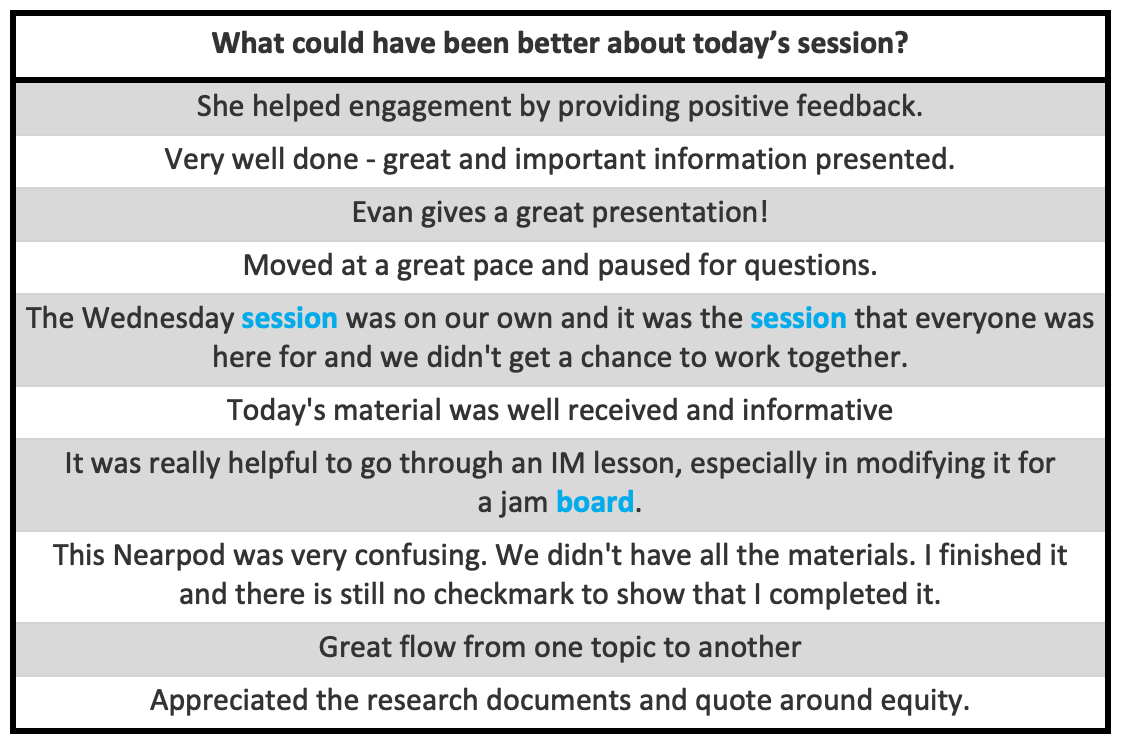 What could have been better about today’s session?
She helped engagement by providing positive feedback.
Very well done - great and important information presented.
Evan gives a great presentation!
Moved at a great pace and paused for questions.
The Wednesday session was on our own and it was the session that everyone was
here for and we didn't get a chance to work together.
Today's material was well received and informative
It was really helpful to go through an IM lesson, especially in modifying it for
a jam board.
This Nearpod was very confusing. We didn't have all the materials. I finished it
and there is still no checkmark to show that I completed it.
Great flow from one topic to another
Appreciated the research documents and quote around equity.